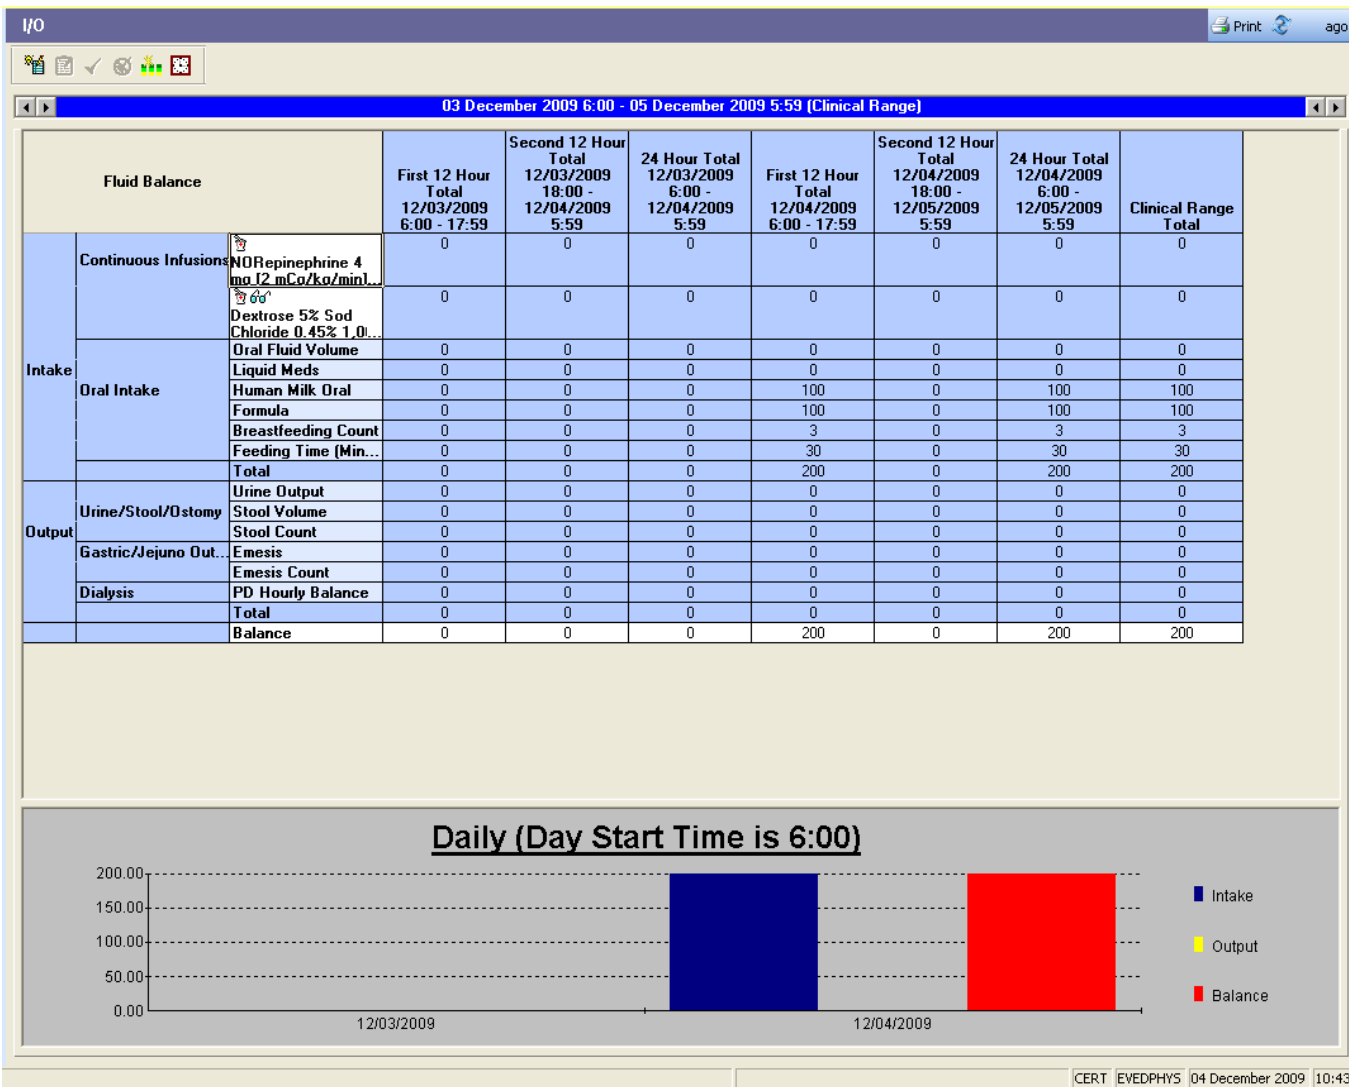 I/O
Print
ago
03 December 2009 6:00 - 05 December 2009 5:59 (Clinical Range)
Fluid Balance
First 12 Hour Total 12/03/2009 6:00 - 17:59
Second 12 Hour Total 12/03/2009 18:00 - 12/04/2009 5:59
24 Hour Total 12/03/2009 6:00 - 12/04/2009 5:59
First 12 Hour Total 12/04/2009 6:00 - 17:59
Second 12 Hour Total 12/04/2009 18:00 - 12/05/2009 5:59
24 Hour Total 12/04/2009 6:00 - 12/05/2009 5:59
Clinical Range Total
Intake
Continuous Infusions
NORepinephrine 4 mg [2 mCg/kg/min]... 0 0 0 0 0 0 0
Dextrose 5% Sod Chloride 0.45% 1,0... 0 0 0 0 0 0 0
Oral Intake
Oral Fluid Volume 0 0 0 0 0 0 0
Liquid Meds 0 0 0 0 0 0 0
Human Milk Oral 0 0 0 100 0 100 100
Formula 0 0 0 100 0 100 100
Breastfeeding Count 0 0 0 3 0 3 3
Feeding Time (Min... 0 0 0 30 0 30 30
Total 0 0 0 200 0 200 200
Output
Urine/Stool/Ostomy
Urine Output 0 0 0 0 0 0 0
Stool Volume 0 0 0 0 0 0 0
Stool Count 0 0 0 0 0 0 0
Gastric/Jejuno Out...
Emesis 0 0 0 0 0 0 0
Emesis Count 0 0 0 0 0 0 0
Dialysis
PD Hourly Balance 0 0 0 0 0 0 0
Total 0 0 0 0 0 0 0
Balance 0 0 0 200 0 200 200
Daily (Day Start Time is 6:00)
200.00
150.00
100.00
50.00
0.00
12/03/2009
12/04/2009
Intake
Output
Balance
CERT EVEDPHYS 04 December 2009 10:43